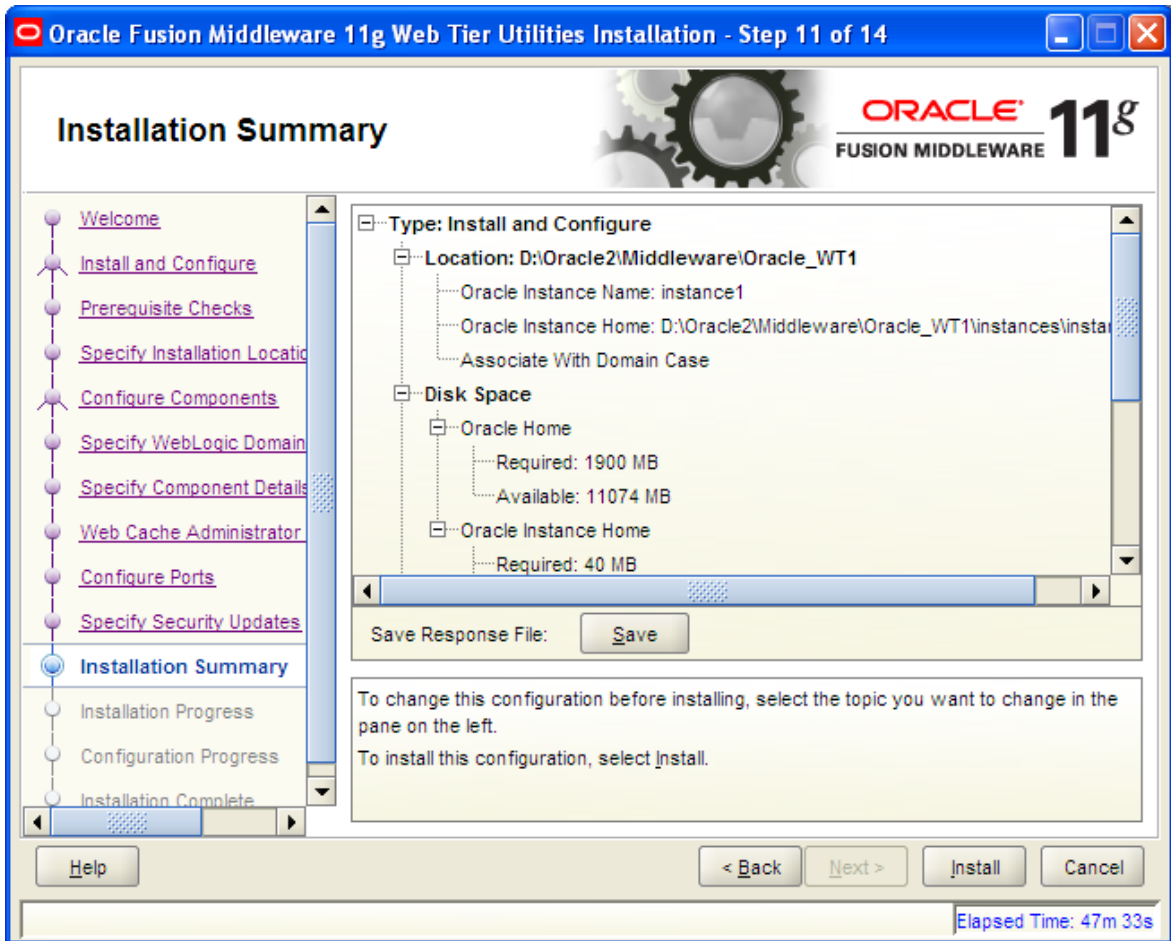 Oracle Fusion Middleware 11g Web Tier Utilities Installation - Step 11 of 14
Installation Summary
ORACLE
FUSION MIDDLEWARE
11g
Welcome
Install and Configure
Prerequisite Checks
Specify Installation Locatio
Configure Components
Specify WebLogic Domain
Specify Component Details
Web Cache Administrator
Configure Ports
Specify Security Updates
Installation Summary
Installation Progress
Configuration Progress
Installation Complete
Type: Install and Configure
Location: D:\Oracle2\Middleware\Oracle_WT1
Oracle Instance Name: instance1
Oracle Instance Home: D:\Oracle2\Middleware\Oracle_WT1\instances\instan
Associate With Domain Case
Disk Space
Oracle Home
Required: 1900 MB
Available: 11074 MB
Oracle Instance Home
Required: 40 MB
Save Response File:
Save
To change this configuration before installing, select the topic you want to change in the
pane on the left.
To install this configuration, select Install.
Help
< Back
Next >
Install
Cancel
Elapsed Time: 47m 33s